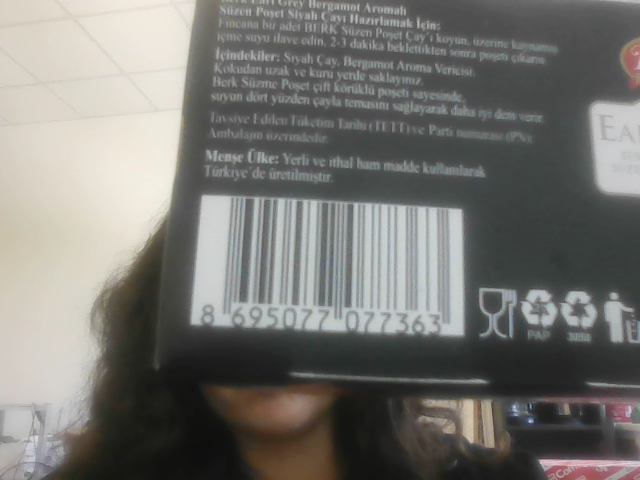 Berk Earl Grey Bergamot Aromalı
Süzen Poşet Siyah Çayı Hazırlamak İçin:
Fincana bir adet BERK Süzen Poşet Çay'ı koyun, üzerine kaynamış
içme suyu ilave edin, 2-3 dakika beklettikten sonra poşeti çıkarın.
İçindekiler: Siyah Çay, Bergamot Aroma Vericisi.
Kokudan uzak ve kuru yerde saklayınız.
Berk Süzme Poşet çift körüklü poşeti sayesinde,
suyun dört yüzden çayla temasını sağlayarak daha iyi dem verir.
Tavsiye Edilen Tüketim Tarihi (TETT) ve Parti numarası (PN):
Ambalajın üzerindedir.
Menşe Ülke: Yerli ve ithal ham madde kullanılarak
Türkiye'de üretilmiştir.
8 695077 077363
PAP